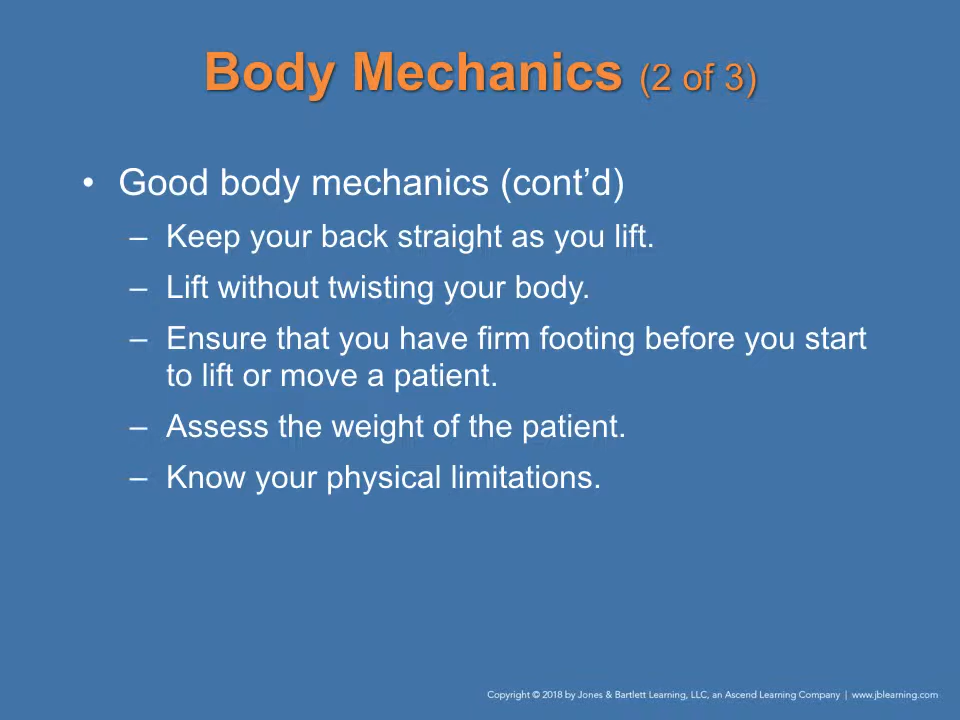 Body Mechanics (2 of 3)
• Good body mechanics (cont’d)
– Keep your back straight as you lift.
– Lift without twisting your body.
– Ensure that you have firm footing before you start
to lift or move a patient.
– Assess the weight of the patient.
– Know your physical limitations.
Copyright © 2018 by Jones & Bartlett Learning, LLC, an Ascend Learning Company | www.jblearning.com